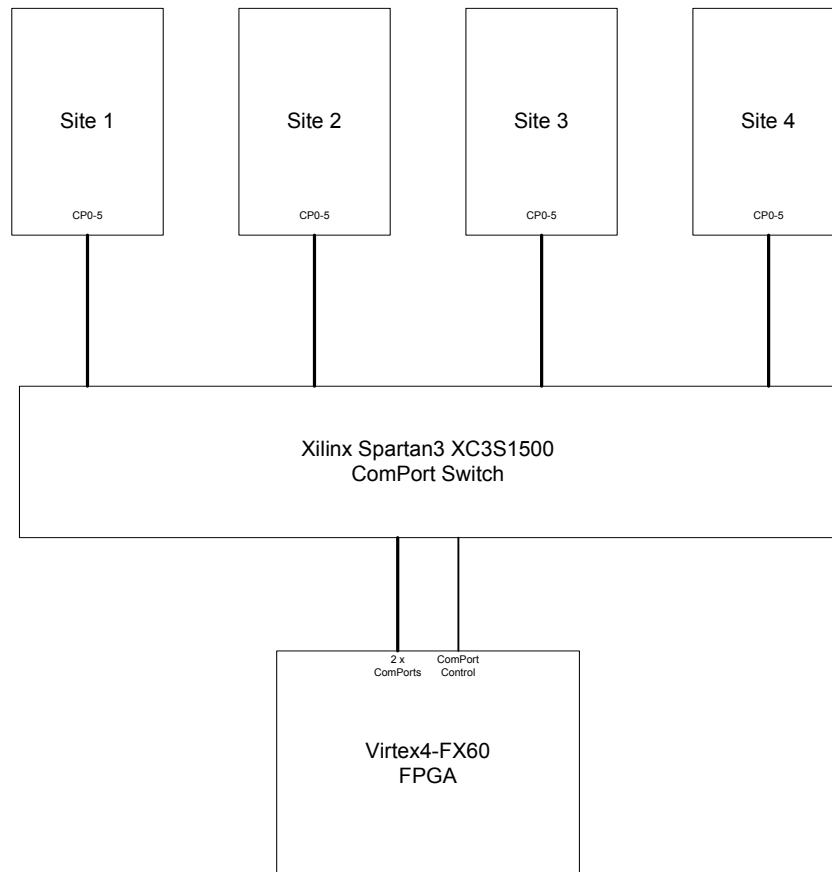 Site 1
Site 2
Site 3
Site 4
CP0-5
CP0-5
CP0-5
CP0-5
Xilinx Spartan3 XC3S1500
ComPort Switch
2 x
ComPorts
ComPort
Control
Virtex4-FX60
FPGA